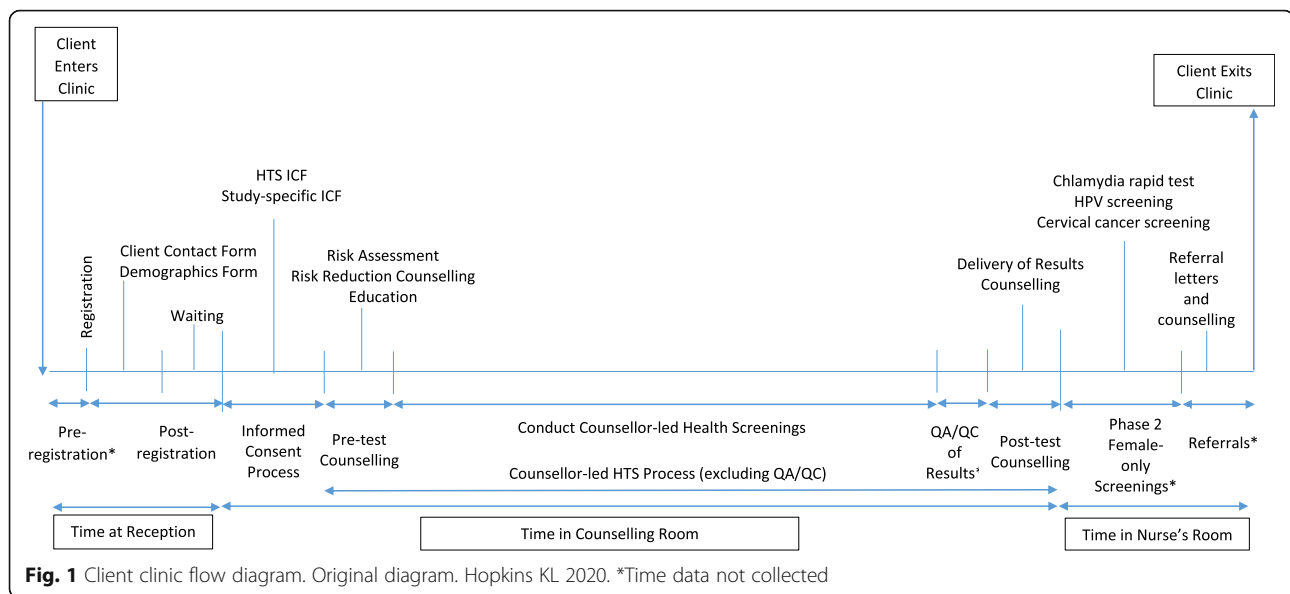 Client
Enters
Clinic
Client Exits
Clinic
HTS ICF
Study-specific ICF
Chlamydia rapid test
HPV screening
Cervical cancer screening
Registration
Client Contact Form
Demographics Form
Waiting
Risk Assessment
Risk Reduction Counselling
Education
Delivery of Results
Counselling
Referral
letters
and
counselling
Pre-
registration*
Post-
registration
Informed
Consent
Process
Pre-test
Counselling
Conduct Counsellor-led Health Screenings
QA/QC
of
Results*
Post-test
Counselling
Phase 2
Female-
only
Screenings*
Referrals*
Counsellor-led HTS Process (excluding QA/QC)
Time at Reception
Time in Counselling Room
Time in Nurse's Room
Fig. 1 Client clinic flow diagram. Original diagram. Hopkins KL 2020. *Time data not collected